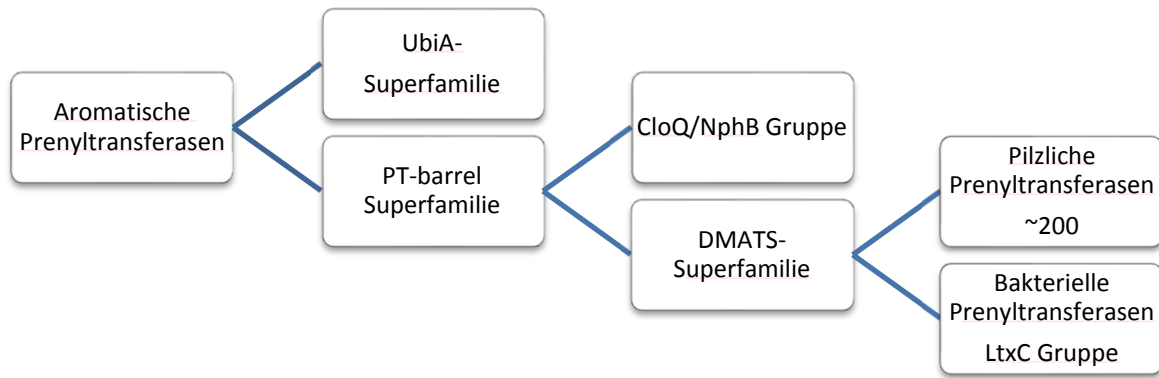 Aromatische
Prenyltransferasen
UbiA-
Superfamilie
PT-barrel
Superfamilie
CloQ/NphB Gruppe
DMATS-
Superfamilie
Pilzliche
Prenyltransferasen
~200
Bakterielle
Prenyltransferasen
LtxC Gruppe